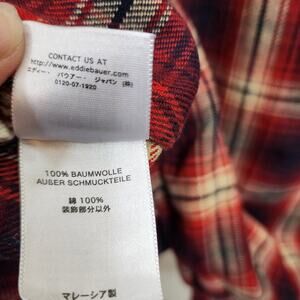 CONTACT US AT
http://www.eddiebauer.com
エディー・バウアー・ジャパン (株)
0120-07-1920
100% BAUMWOLLE
AUßER SCHMUCKTEILE
綿 100%
装飾部分以外
マレーシア製